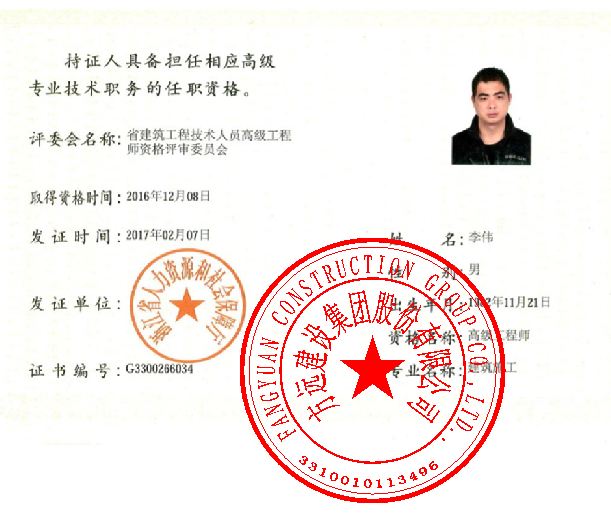 持证人具备担任相应高级
专业技术职务的任职资格。
评委会名称: 省建筑工程技术人员高级工程
师资格评审委员会
取得资格时间: 2016年12月08日
发证时间: 2017年02月07日
发证单位:
浙江省人力资源和社会保障厅
证书编号: G3300266034
姓名: 李伟
性别: 男
出生年月: 11月21日
资格名称: 高级工程师
专业名称: 建筑施工
FANGYUAN CONSTRUCTION GROUP CO.,LTD.
方远建设集团股份有限公司
3310010113496